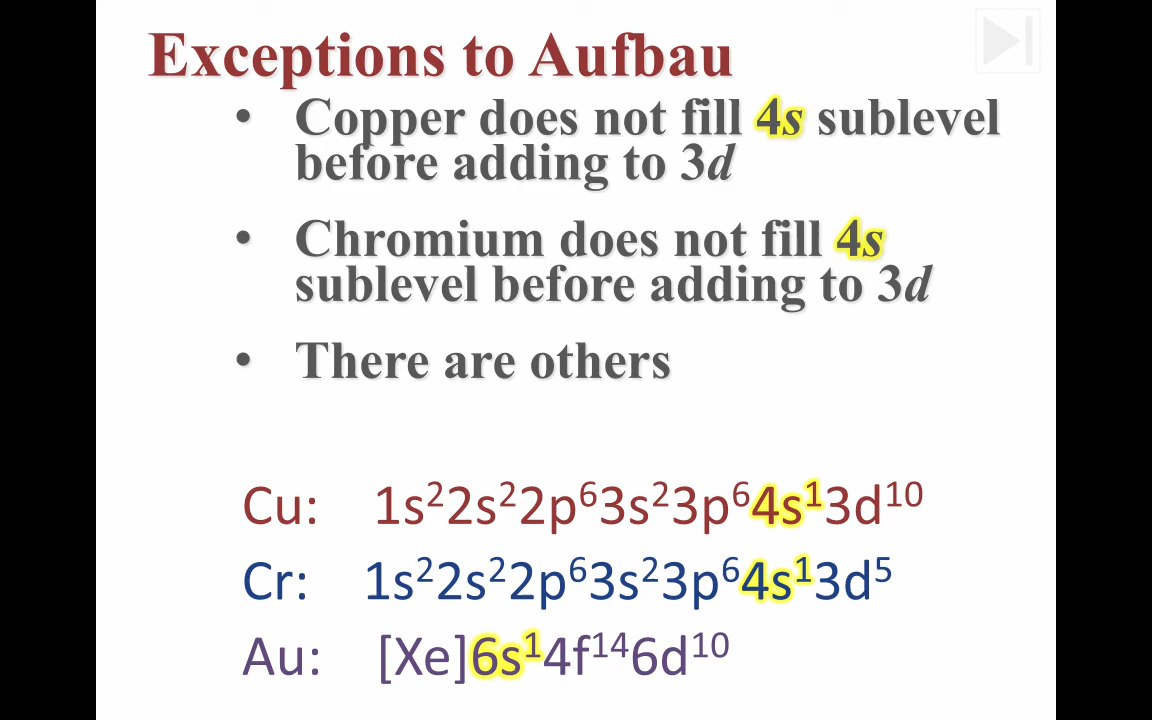 Exceptions to Aufbau
• Copper does not fill 4s sublevel
before adding to 3d
• Chromium does not fill 4s
sublevel before adding to 3d
• There are others
Cu: 1s²2s²2p⁶3s²3p⁶4s¹3d¹⁰
Cr: 1s²2s²2p⁶3s²3p⁶4s¹3d⁵
Au: [Xe]6s¹4f¹⁴6d¹⁰